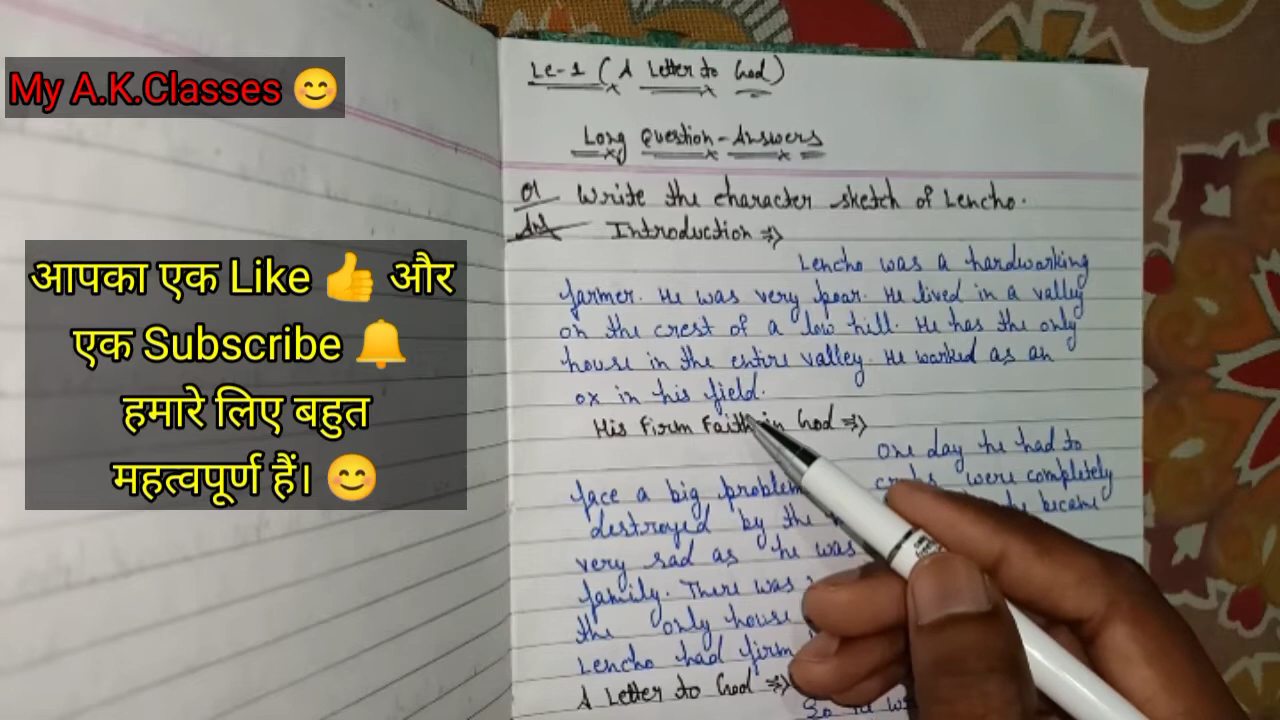 My A.K.Classes 😊
आपका एक Like 👍 और
एक Subscribe 🔔
हमारे लिए बहुत
महत्वपूर्ण हैं। 😊
Le-1 (A Letter to God)
Long Question-Answers
Q1 Write the character sketch of Lencho.
Ans Introduction ⇒
Lencho was a hardworking
farmer. He was very poor. He lived in a valley
on the crest of a low hill. He has the only
house in the entire valley. He worked as an
ox in his field.
His Firm Faith in God ⇒
One day he had to
face a big problem crops were completely
destroyed by the he became
very sad as he was
family. There was
the only house
Lencho had firm
A Letter to God ⇒
So